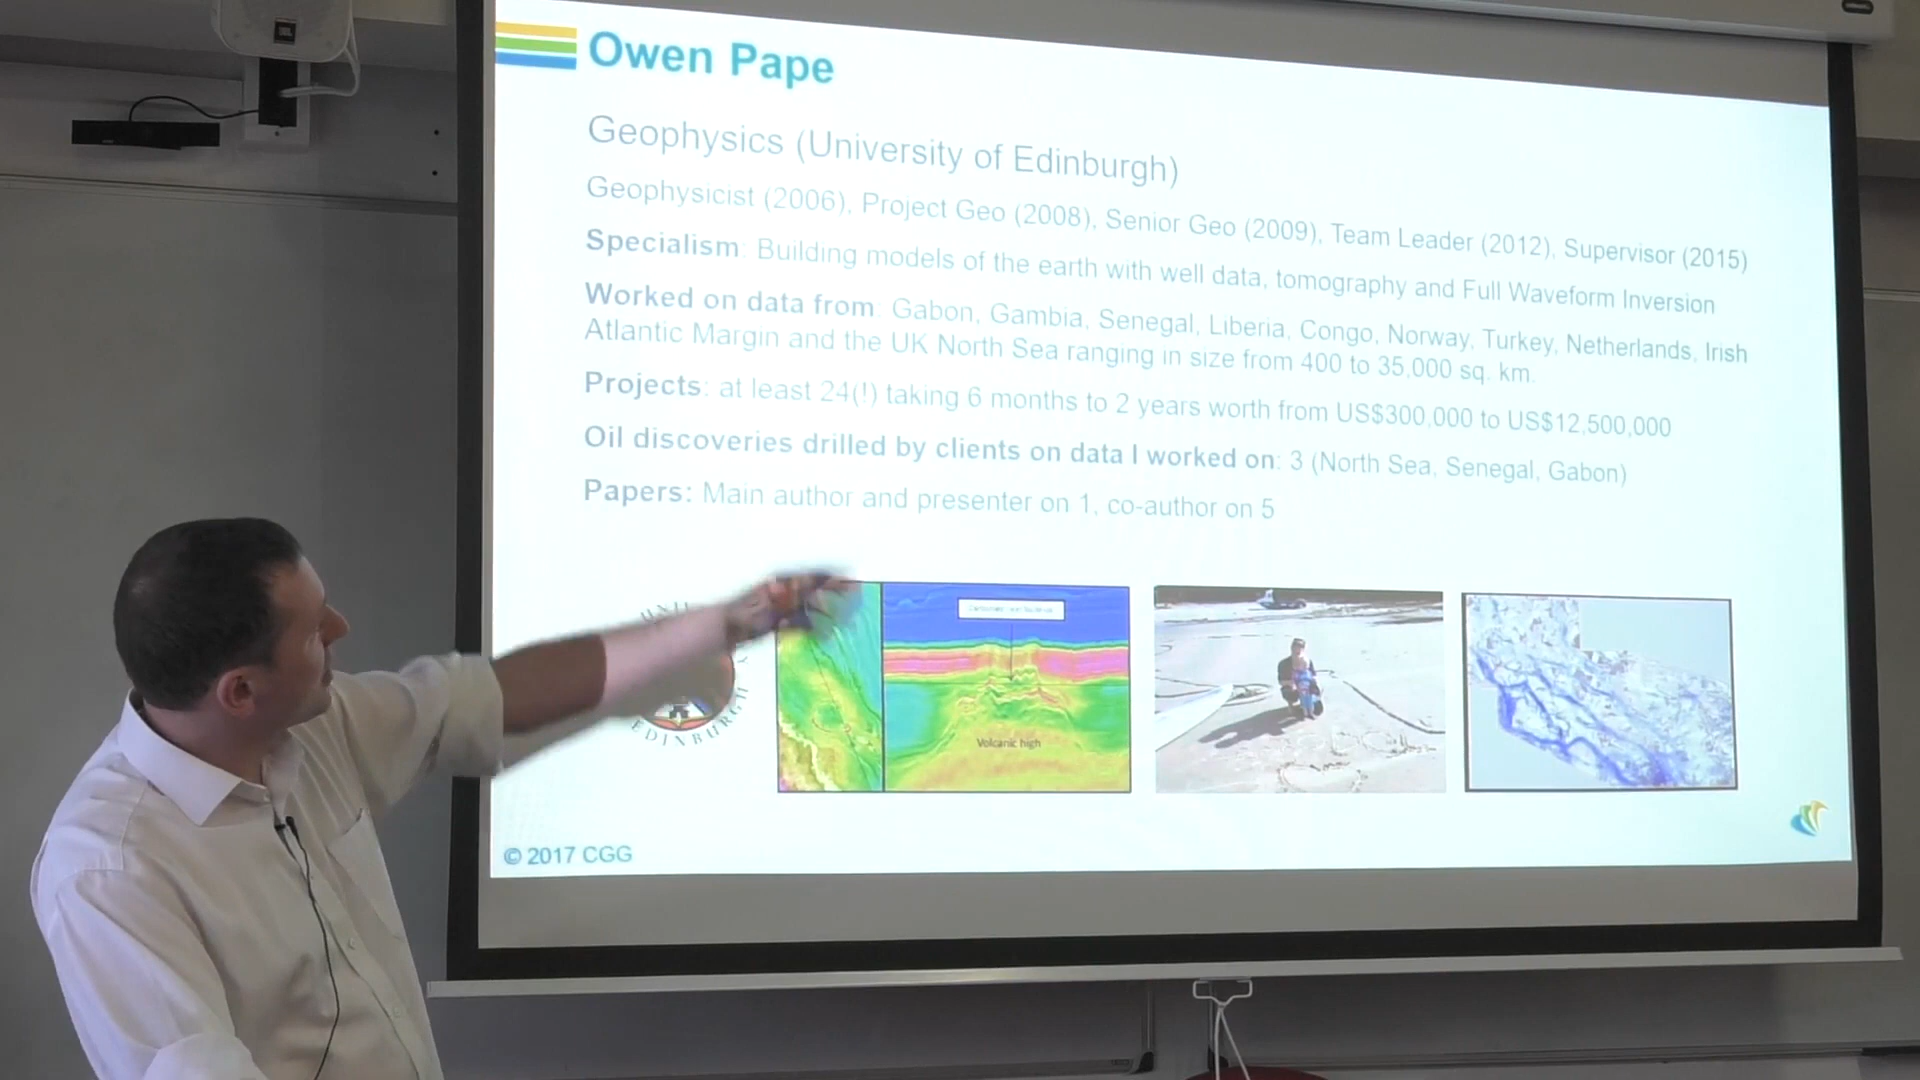 JBL
Owen Pape
Geophysics (University of Edinburgh)
Geophysicist (2006), Project Geo (2008), Senior Geo (2009), Team Leader (2012), Supervisor (2015)
Specialism: Building models of the earth with well data, tomography and Full Waveform Inversion
Worked on data from: Gabon, Gambia, Senegal, Liberia, Congo, Norway, Turkey, Netherlands, Irish
Atlantic Margin and the UK North Sea ranging in size from 400 to 35,000 sq. km.
Projects: at least 24(!) taking 6 months to 2 years worth from US$300,000 to US$12,500,000
Oil discoveries drilled by clients on data I worked on: 3 (North Sea, Senegal, Gabon)
Papers: Main author and presenter on 1, co-author on 5
EDINBURGH
Volcanic high
© 2017 CGG